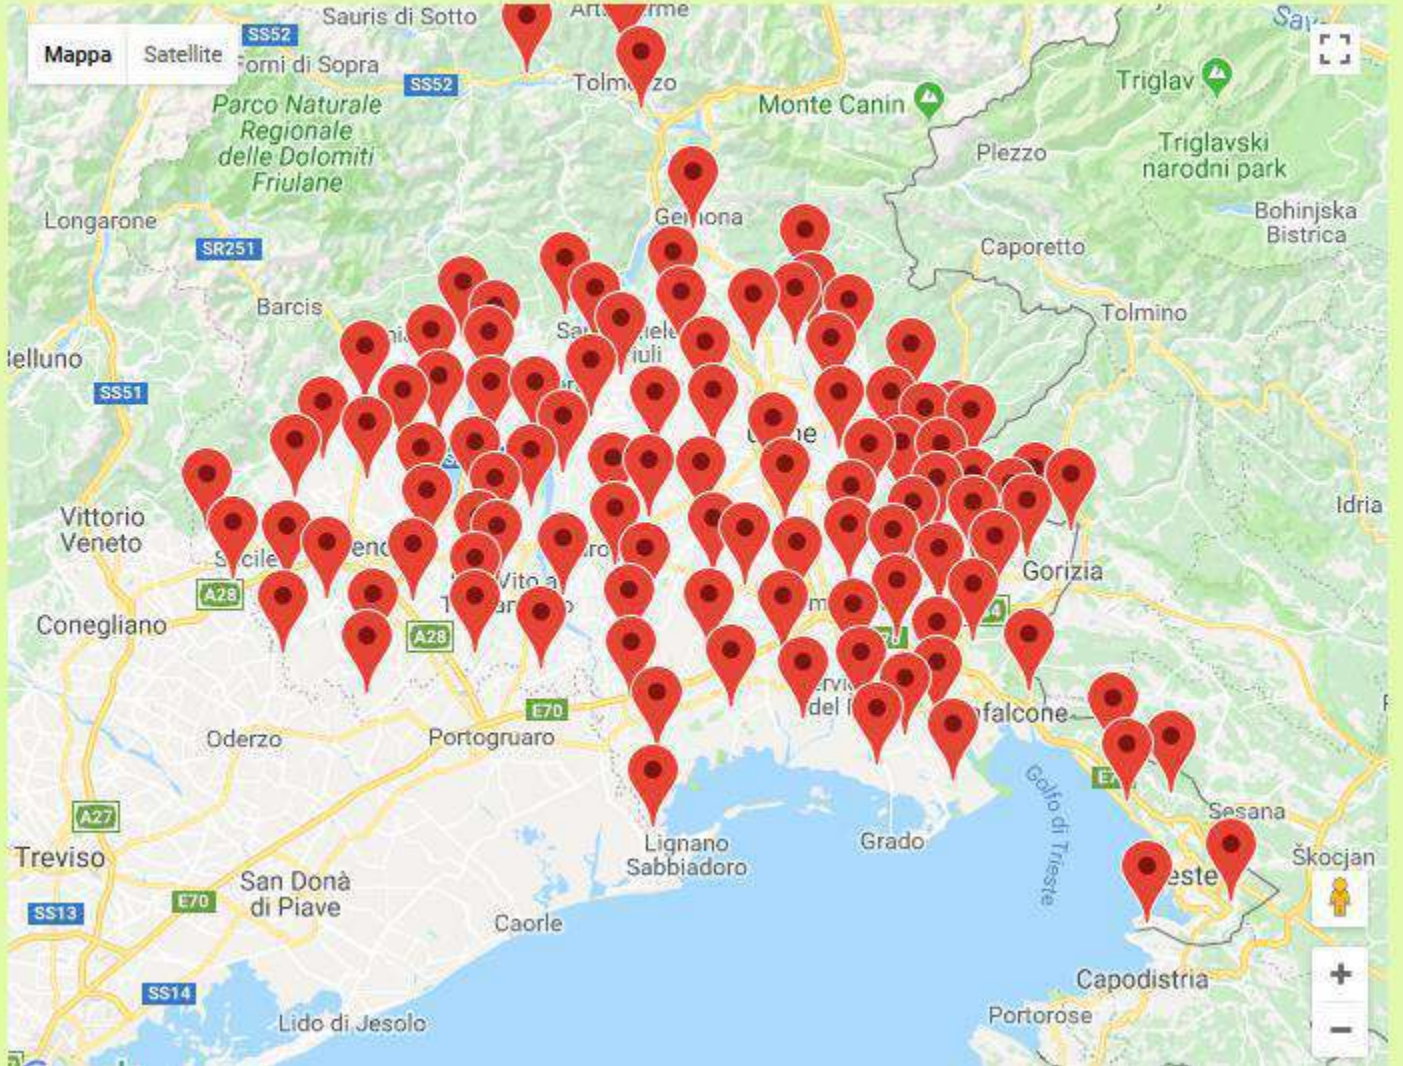 Sauris di Sotto
SS52
Mappa
Satellite
Forni di Sopra
SS52
Parco Naturale
Regionale
delle Dolomiti
Friulane
Monte Canin
Triglav
Plezzo
Triglavski
narodni park
Longarone
SR251
Bohinjska
Bistrica
Caporetto
Barcis
Tolmino
SS51
Vittorio
Veneto
Idria
A28
Gorizia
Conegliano
A28
E70
Oderzo
Portogruaro
A27
Golfo di Trieste
Sesana
Treviso
Lignano
Sabbiadoro
Grado
Škocjan
San Donà
di Piave
E70
SS13
Caorle
Capodistria
SS14
Lido di Jesolo
Portorose
+
−